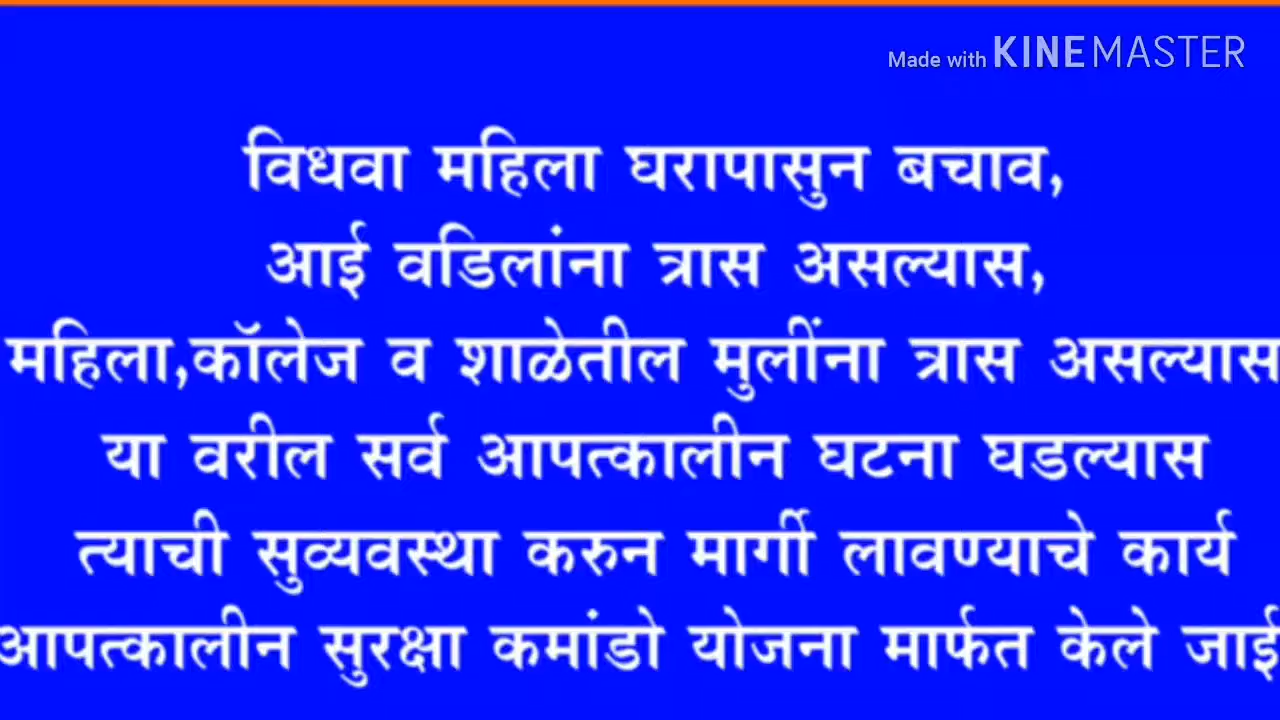 Made with KINEMASTER
विधवा महिला घरापासुन बचाव,
आई वडिलांना त्रास असल्यास,
महिला,कॉलेज व शाळेतील मुलींना त्रास असल्यास
या वरील सर्व आपत्कालीन घटना घडल्यास
त्याची सुव्यवस्था करुन मार्गी लावण्याचे कार्य
आपत्कालीन सुरक्षा कमांडो योजना मार्फत केले जाई